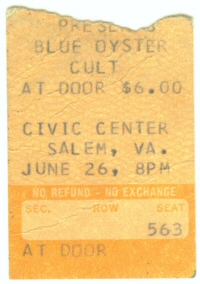 PRESENTS
BLUE OYSTER
CULT
AT DOOR $6.00
CIVIC CENTER
SALEM, VA.
JUNE 26, 8PM
NO REFUND - NO EXCHANGE
SEC. ROW SEAT
563
AT DOOR